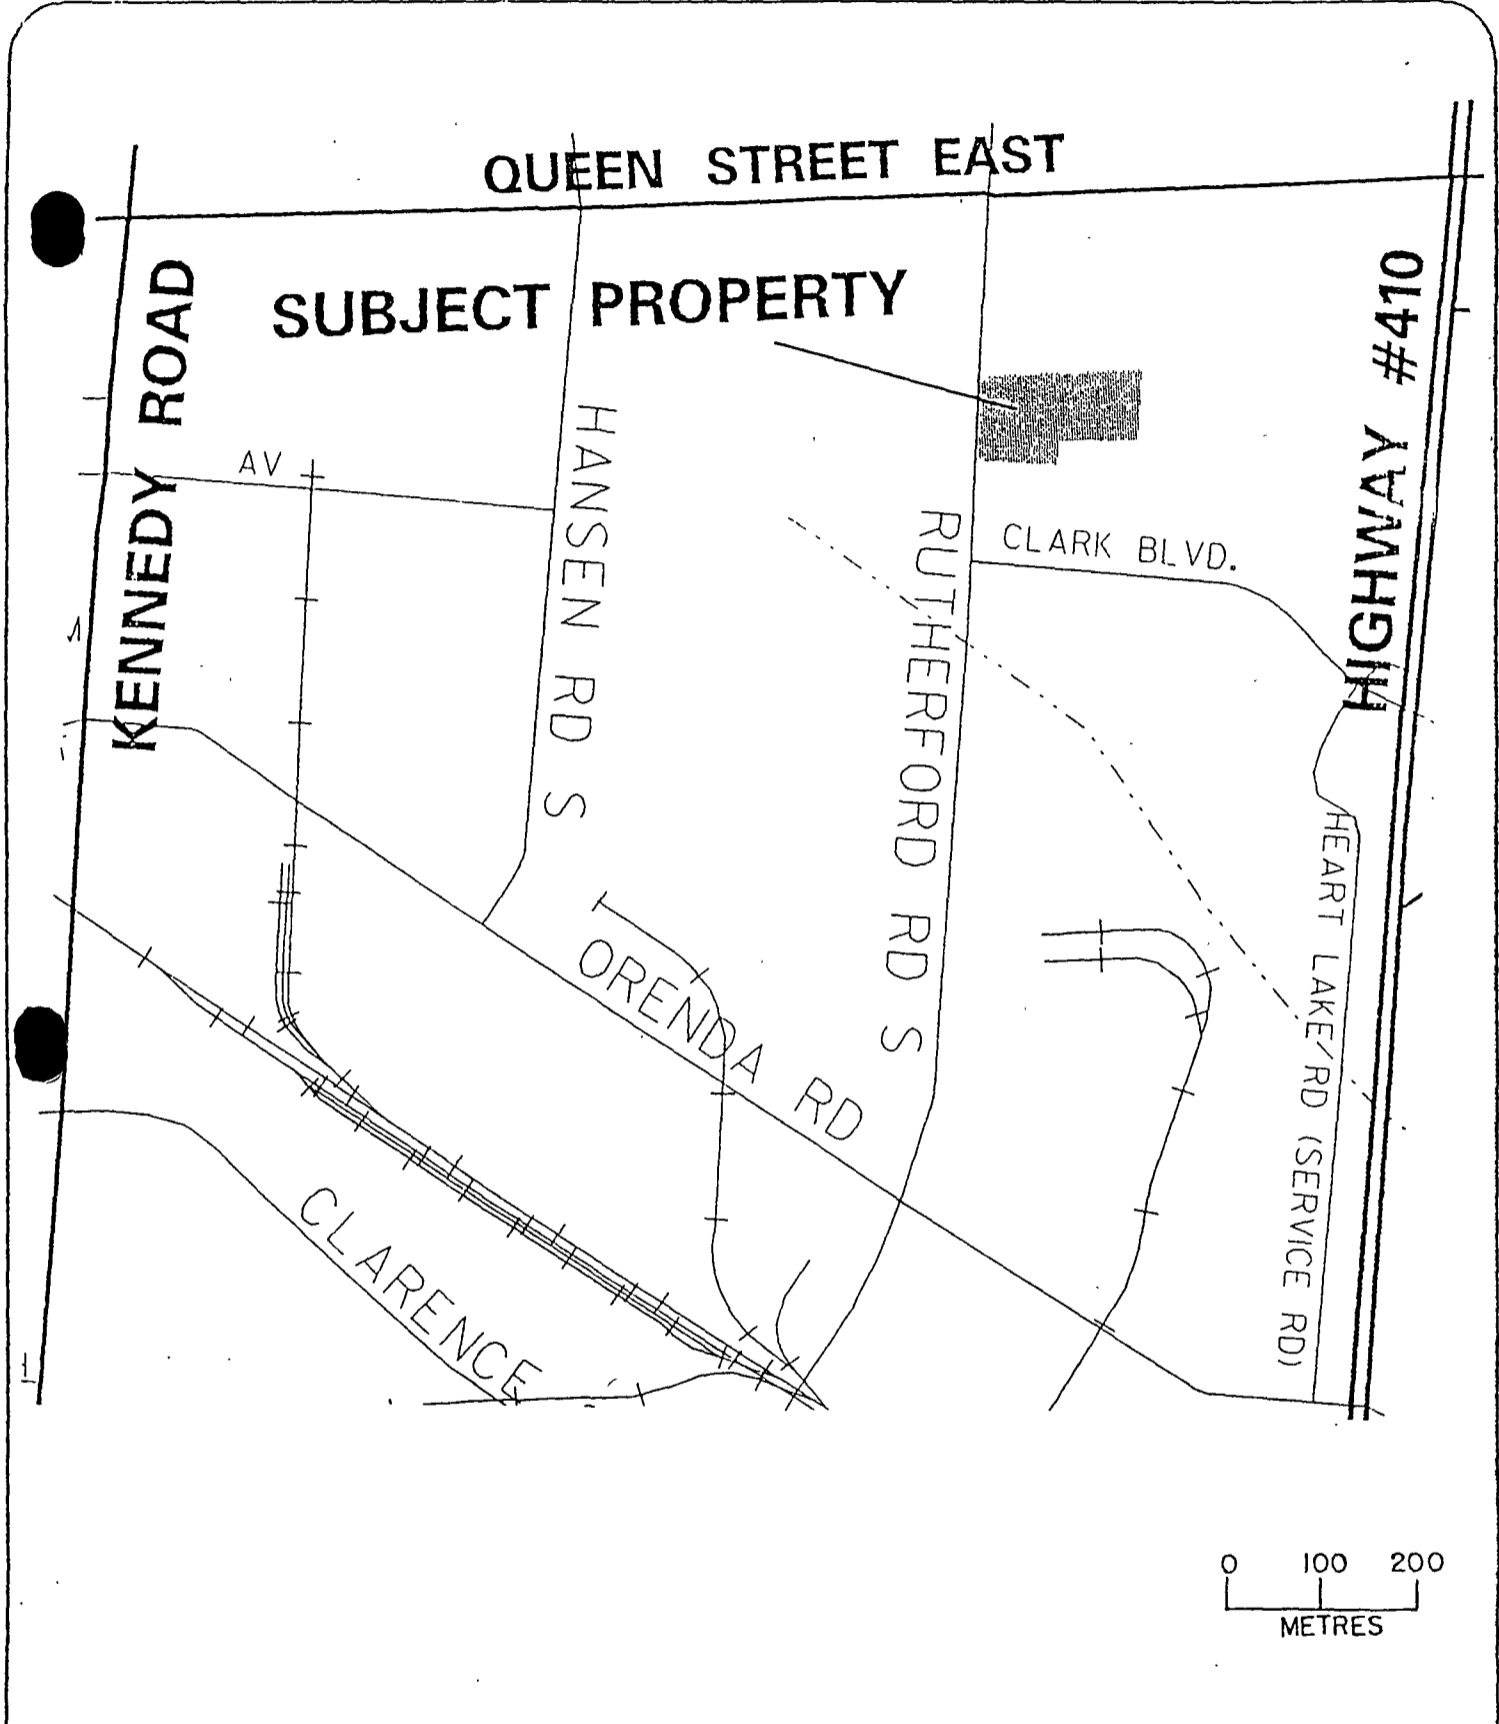 QUEEN STREET EAST
KENNEDY ROAD
SUBJECT PROPERTY
HIGHWAY #410
AV
HANSEN RD S
RUTHERFORD RD S
CLARK BLVD.
HEART LAKE RD (SERVICE RD)
ORENDA RD
CLARENCE
0 100 200
METRES